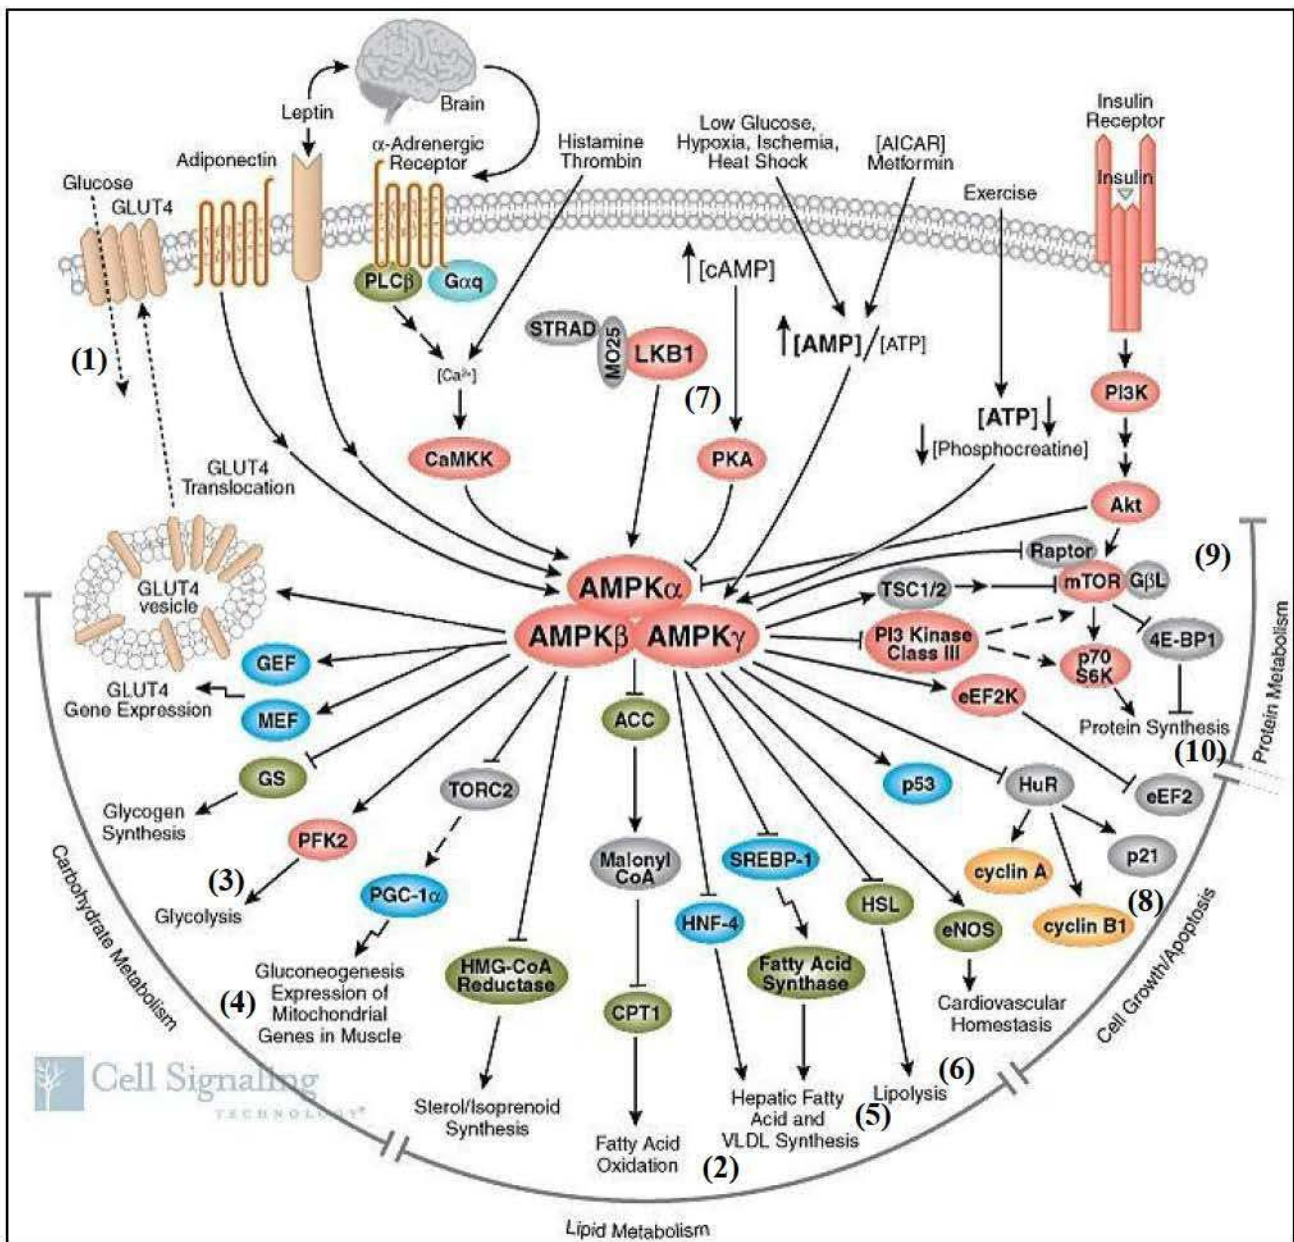 Brain
Leptin
Adiponectin
α-Adrenergic
Receptor
Histamine
Thrombin
Low Glucose,
Hypoxia, Ischemia,
Heat Shock
[AICAR]
Metformin
Exercise
Insulin
Receptor
Insulin
Glucose
GLUT4
PLCβ
Gαq
[Ca²⁺]
CaMKK
STRAD
MO25
LKB1
(7)
[cAMP]
PKA
[AMP]
/[ATP]
[ATP]
[Phosphocreatine]
PI3K
Akt
(1)
GLUT4
Translocation
GLUT4
vesicle
AMPKα
AMPKβ
AMPKγ
Raptor
mTOR
GβL
(9)
TSC1/2
PI3 Kinase
Class III
4E-BP1
p70
S6K
eEF2K
Protein Synthesis
(10)
Protein Metabolism
GEF
GLUT4
Gene Expression
MEF
GS
Glycogen
Synthesis
PFK2
(3)
Glycolysis
TORC2
PGC-1α
(4)
Gluconeogenesis
Expression of
Mitochondrial
Genes in Muscle
Carbohydrate Metabolism
HMG-CoA
Reductase
Sterol/Isoprenoid
Synthesis
ACC
Malonyl
CoA
CPT1
Fatty Acid
Oxidation
(2)
HNF-4
SREBP-1
Fatty Acid
Synthase
Hepatic Fatty
Acid and
VLDL Synthesis
(5)
HSL
Lipolysis
(6)
eNOS
Cardiovascular
Homestasis
p53
HuR
eEF2
cyclin A
p21
cyclin B1
(8)
Cell Growth/Apoptosis
Lipid Metabolism
Cell Signaling
TECHNOLOGY®